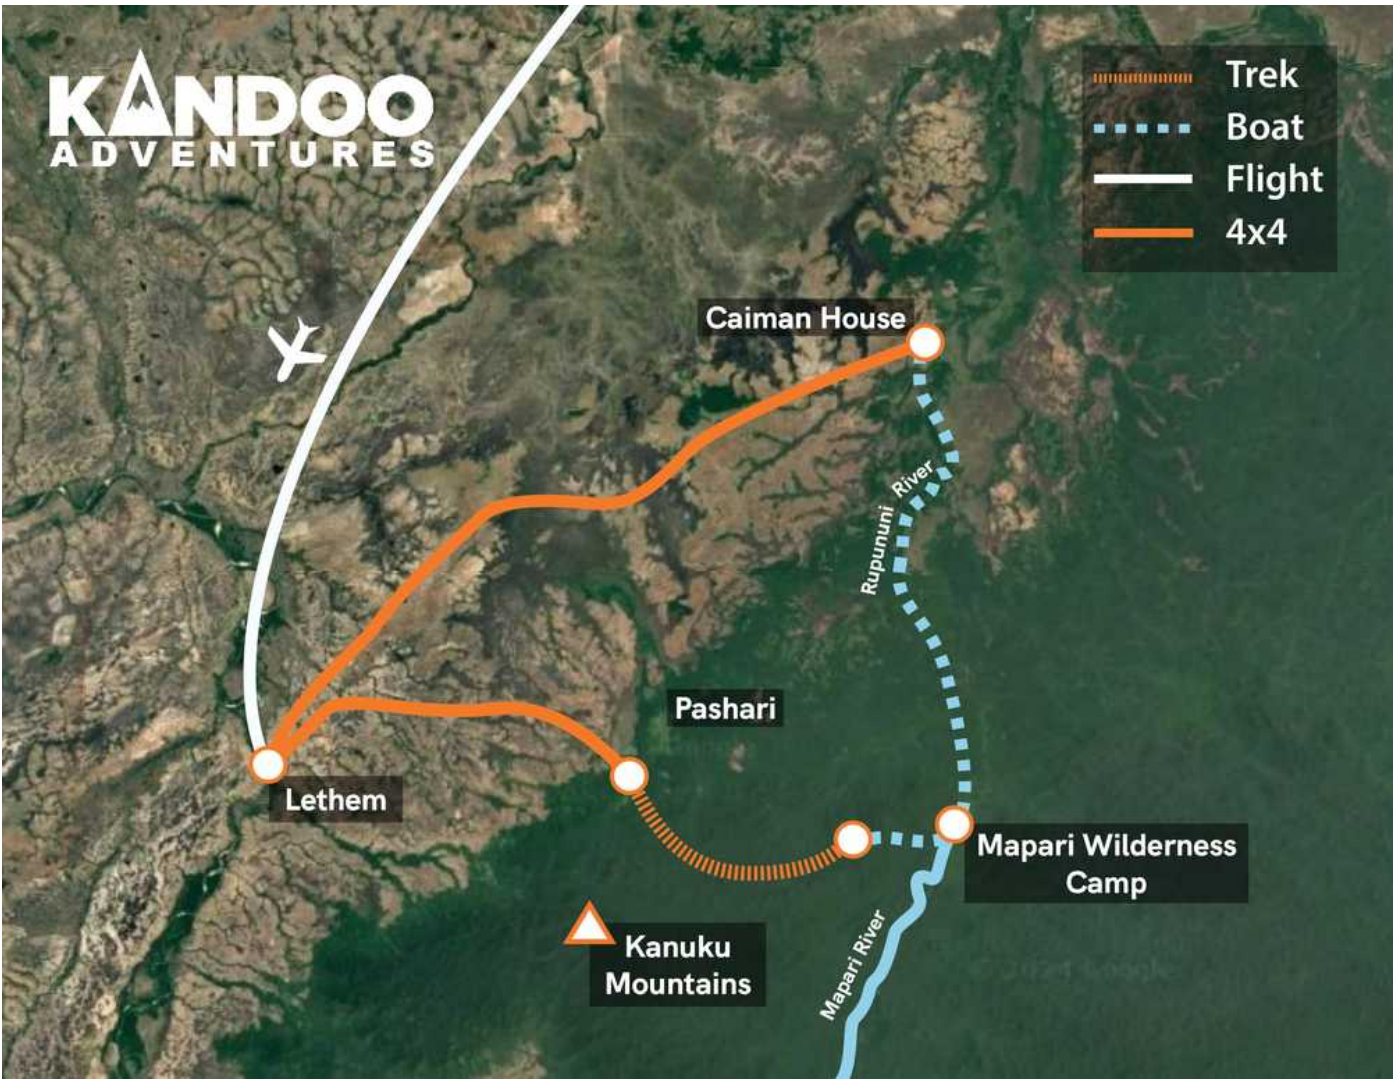 KANDOO
ADVENTURES
Trek
Boat
Flight
4x4
Caiman House
Rupununi River
Pashari
Lethem
Mapari Wilderness
Camp
Kanuku
Mountains
Mapari River